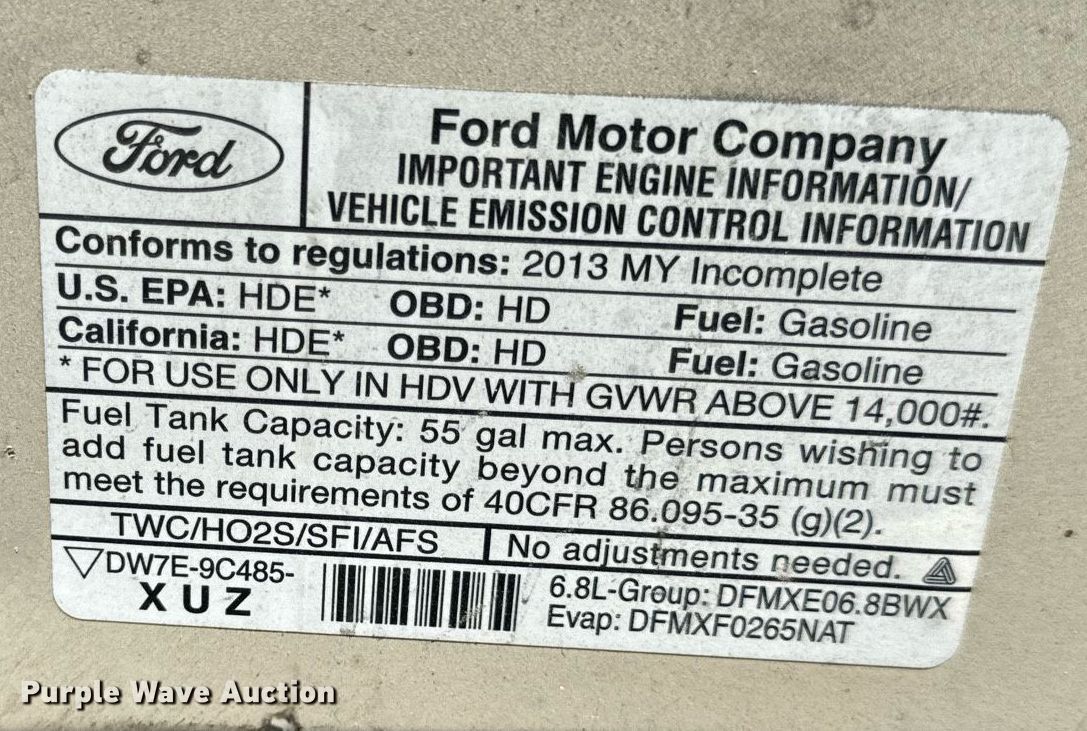 Ford
Ford Motor Company
IMPORTANT ENGINE INFORMATION/
VEHICLE EMISSION CONTROL INFORMATION
Conforms to regulations: 2013 MY Incomplete
U.S. EPA: HDE* OBD: HD Fuel: Gasoline
California: HDE* OBD: HD Fuel: Gasoline
* FOR USE ONLY IN HDV WITH GVWR ABOVE 14,000#.
Fuel Tank Capacity: 55 gal max. Persons wishing to
add fuel tank capacity beyond the maximum must
meet the requirements of 40CFR 86.095-35 (g)(2).
TWC/HO2S/SFI/AFS
No adjustments needed.
DW7E-9C485-
X U Z
6.8L-Group: DFMXE06.8BWX
Evap: DFMXF0265NAT
Purple Wave Auction